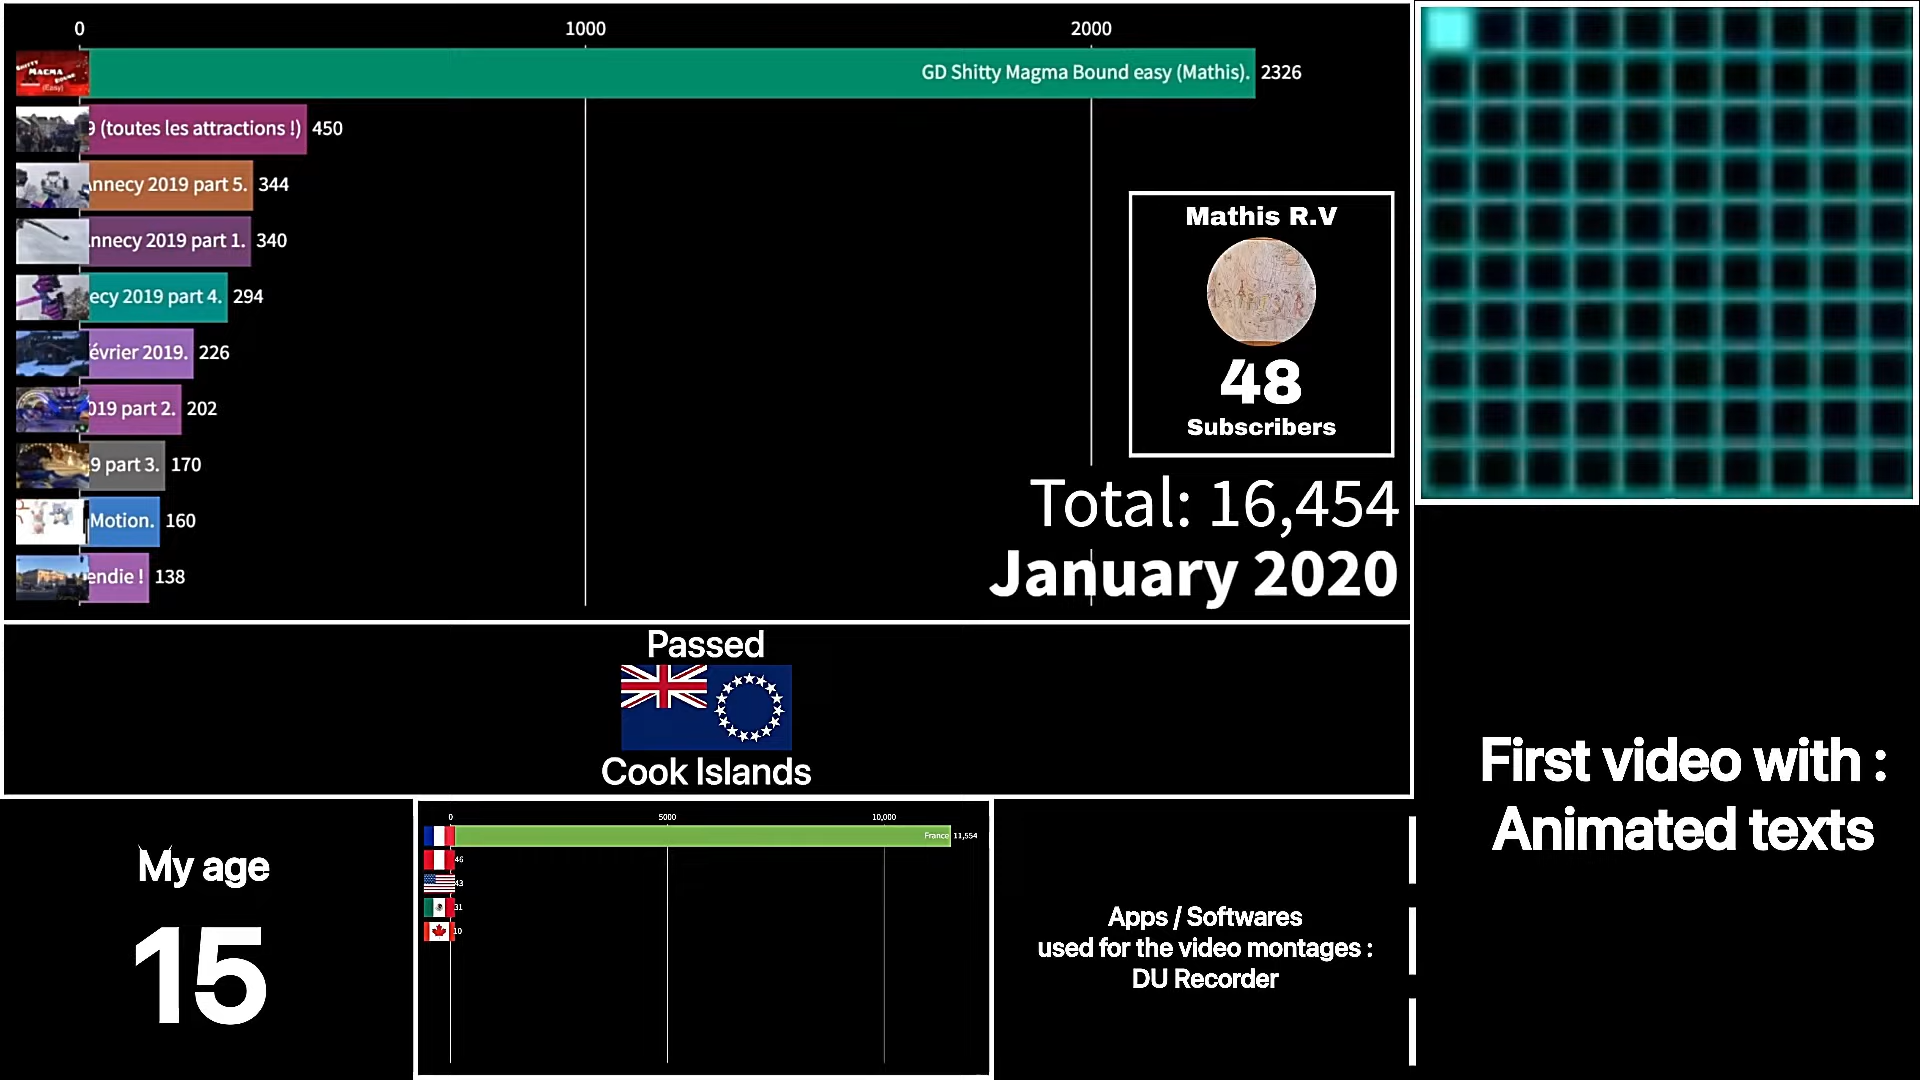 0 1000 2000
GD Shitty Magma Bound easy (Mathis). 2326
9 (toutes les attractions !) 450
nnecy 2019 part 5. 344
nnecy 2019 part 1. 340
ecy 2019 part 4. 294
évrier 2019. 226
019 part 2. 202
9 part 3. 170
Motion. 160
endie ! 138
Mathis R.V
48
Subscribers
Total: 16,454
January 2020
Passed
Cook Islands
My age
15
0 5000 10,000
France 11,554
46
43
31
10
Apps / Softwares
used for the video montages :
DU Recorder
First video with :
Animated texts